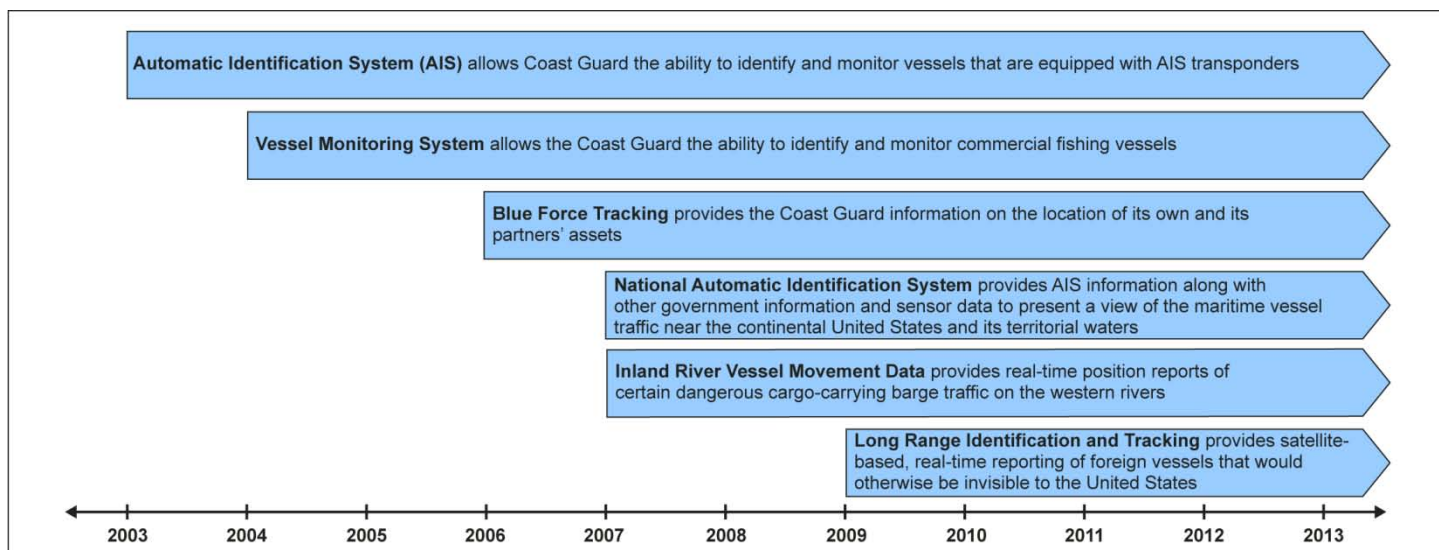 Automatic Identification System (AIS) allows Coast Guard the ability to identify and monitor vessels that are equipped with AIS transponders
Vessel Monitoring System allows the Coast Guard the ability to identify and monitor commercial fishing vessels
Blue Force Tracking provides the Coast Guard information on the location of its own and its
partners’ assets
National Automatic Identification System provides AIS information along with
other government information and sensor data to present a view of the maritime vessel
traffic near the continental United States and its territorial waters
Inland River Vessel Movement Data provides real-time position reports of
certain dangerous cargo-carrying barge traffic on the western rivers
Long Range Identification and Tracking provides satellite-
based, real-time reporting of foreign vessels that would
otherwise be invisible to the United States
2003 2004 2005 2006 2007 2008 2009 2010 2011 2012 2013